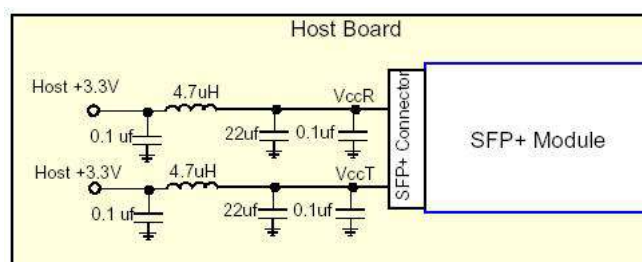 Host Board
Host +3.3V
4.7uH
VccR
0.1 uf
22uf
0.1uf
SFP+ Connector
SFP+ Module
Host +3.3V
4.7uH
VccT
0.1 uf
22uf
0.1uf